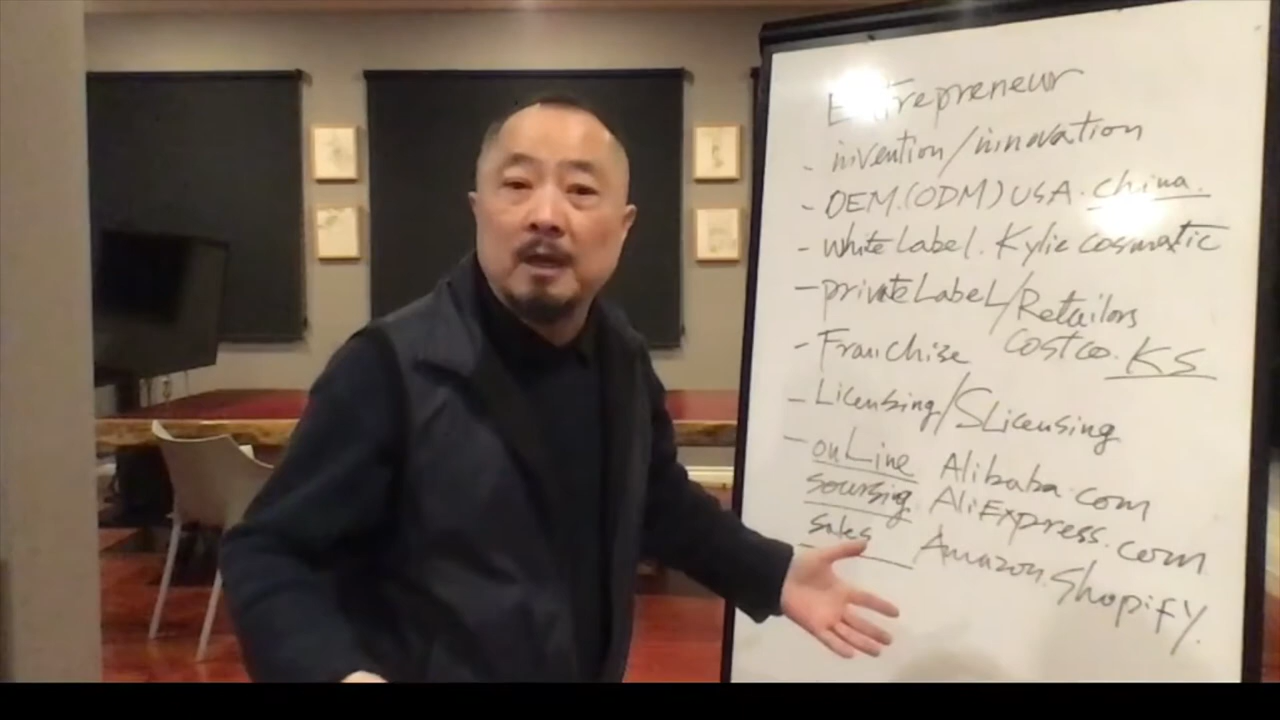 Entrepreneur
- invention/innovation
- OEM.(ODM) USA. China.
- white Label. Kylie Cosmatic
- private Label/Retailors
- Franchise Costco. KS
- Licensing/SLicensing
- onLine Alibaba.com
soursing. AliExpress.com
sales Amazon. Shopify.